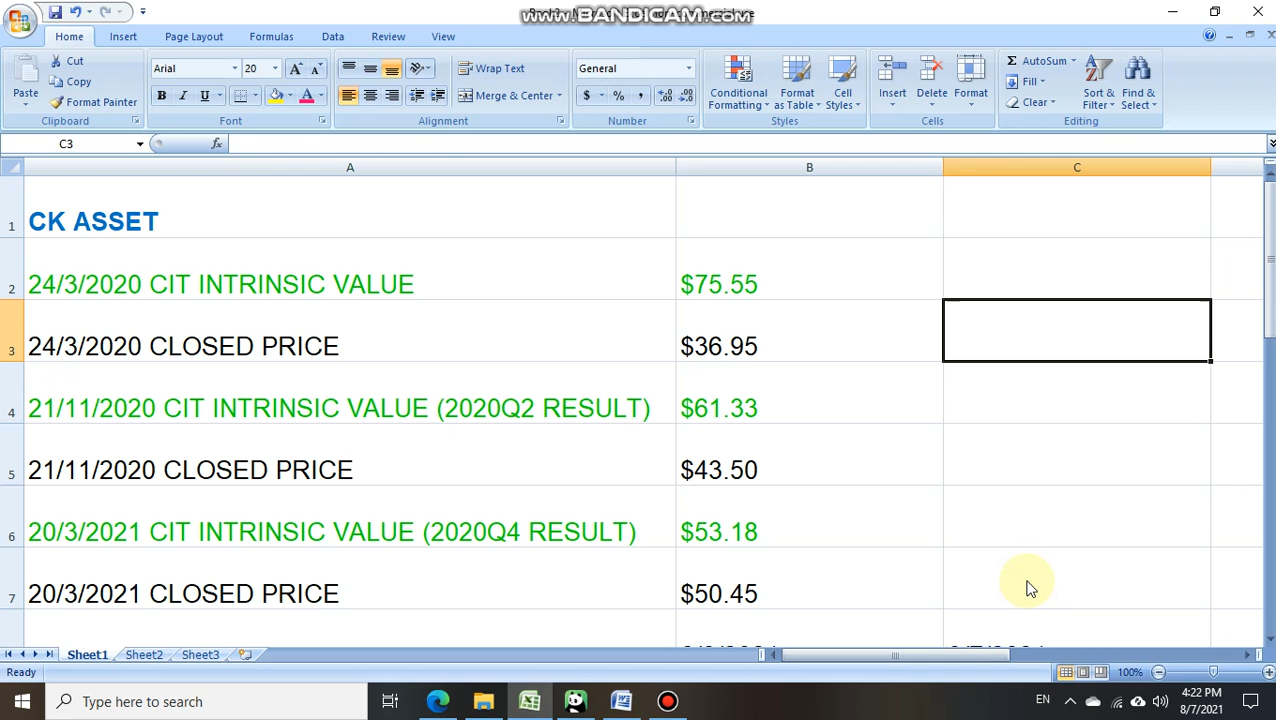 www.BANDICAM.com
Home Insert Page Layout Formulas Data Review View
Paste
Cut
Copy
Format Painter
Clipboard
Arial 20
B I U
Font
Wrap Text
Merge & Center
Alignment
General
$ % ,
Number
Conditional Formatting
Format as Table
Cell Styles
Styles
Insert
Delete
Format
Cells
AutoSum
Fill
Clear
Sort & Filter
Find & Select
Editing
C3 fx
A B C
1 CK ASSET
2 24/3/2020 CIT INTRINSIC VALUE $75.55
3 24/3/2020 CLOSED PRICE $36.95
4 21/11/2020 CIT INTRINSIC VALUE (2020Q2 RESULT) $61.33
5 21/11/2020 CLOSED PRICE $43.50
6 20/3/2021 CIT INTRINSIC VALUE (2020Q4 RESULT) $53.18
7 20/3/2021 CLOSED PRICE $50.45
Sheet1 Sheet2 Sheet3
Ready 100%
Type here to search
EN
4:22 PM
8/7/2021